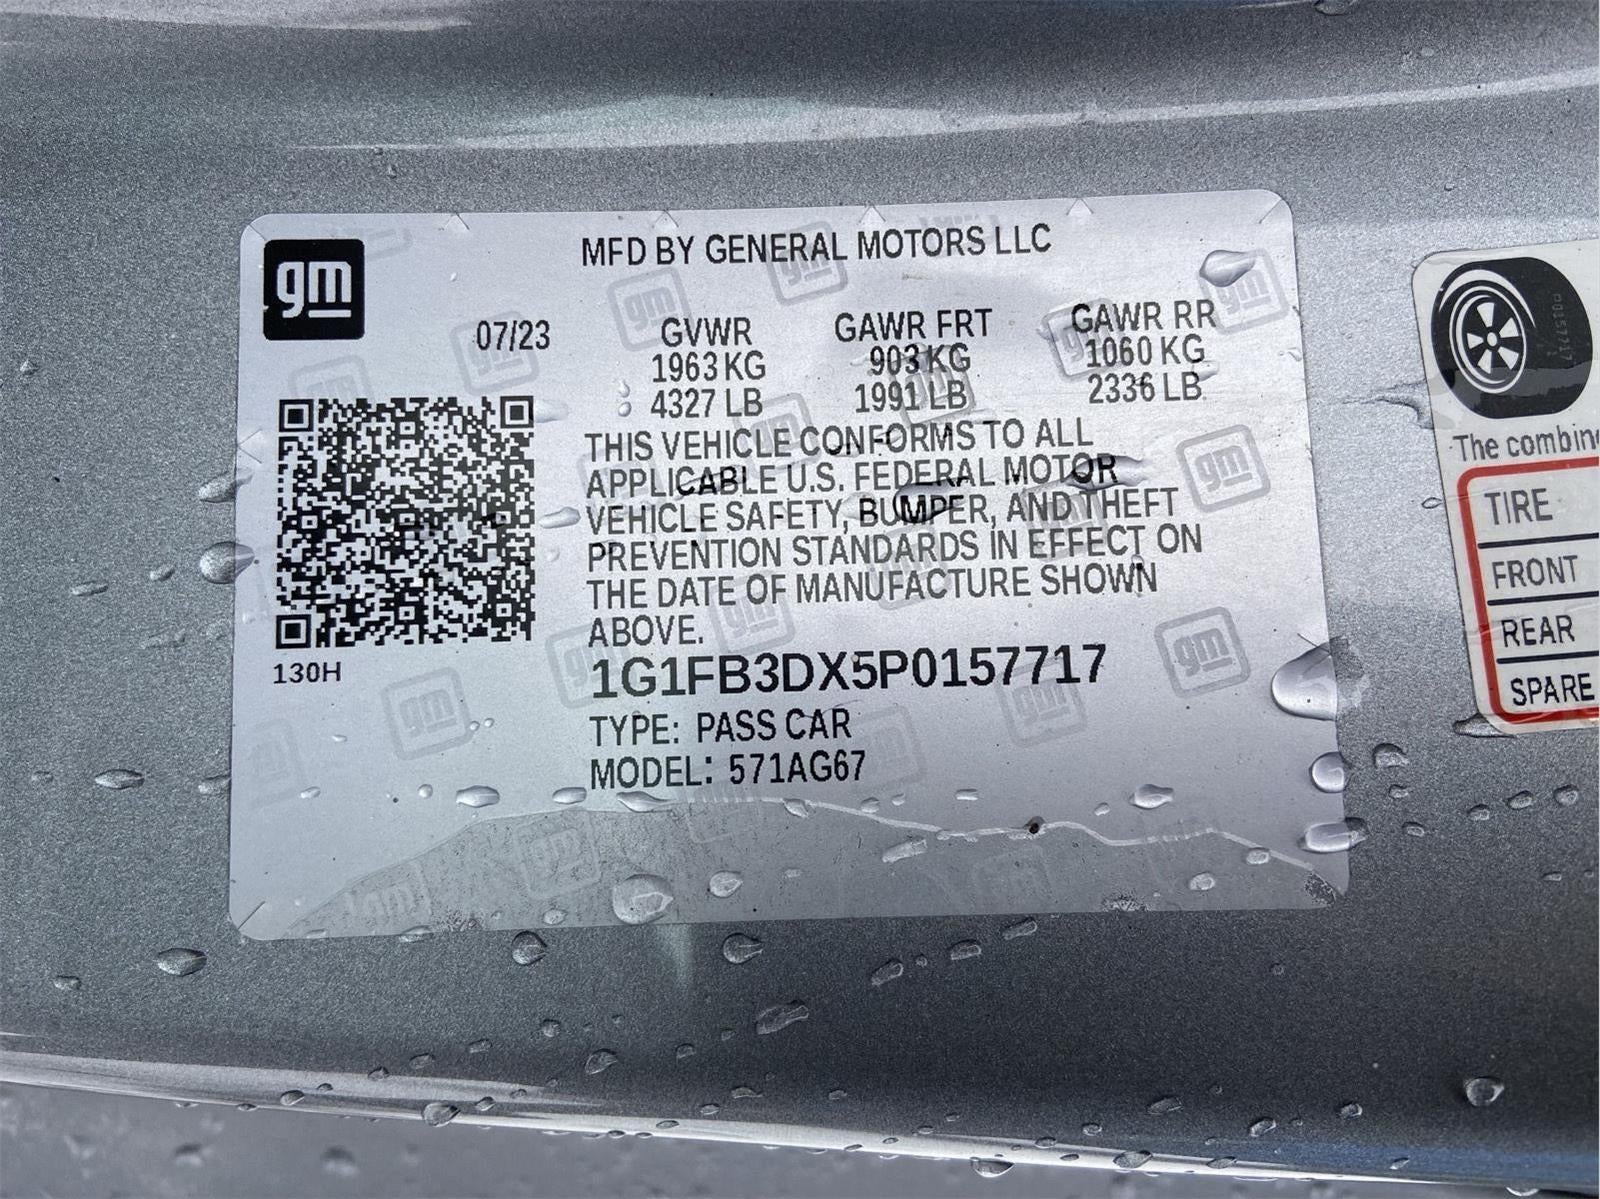 gm
MFD BY GENERAL MOTORS LLC
07/23 GVWR GAWR FRT GAWR RR
1963 KG 903 KG 1060 KG
4327 LB 1991 LB 2336 LB
THIS VEHICLE CONFORMS TO ALL
APPLICABLE U.S. FEDERAL MOTOR
VEHICLE SAFETY, BUMPER, AND THEFT
PREVENTION STANDARDS IN EFFECT ON
THE DATE OF MANUFACTURE SHOWN
ABOVE.
130H
1G1FB3DX5P0157717
TYPE: PASS CAR
MODEL: 571AG67
The
TIRE
FRONT
REAR
SPARE